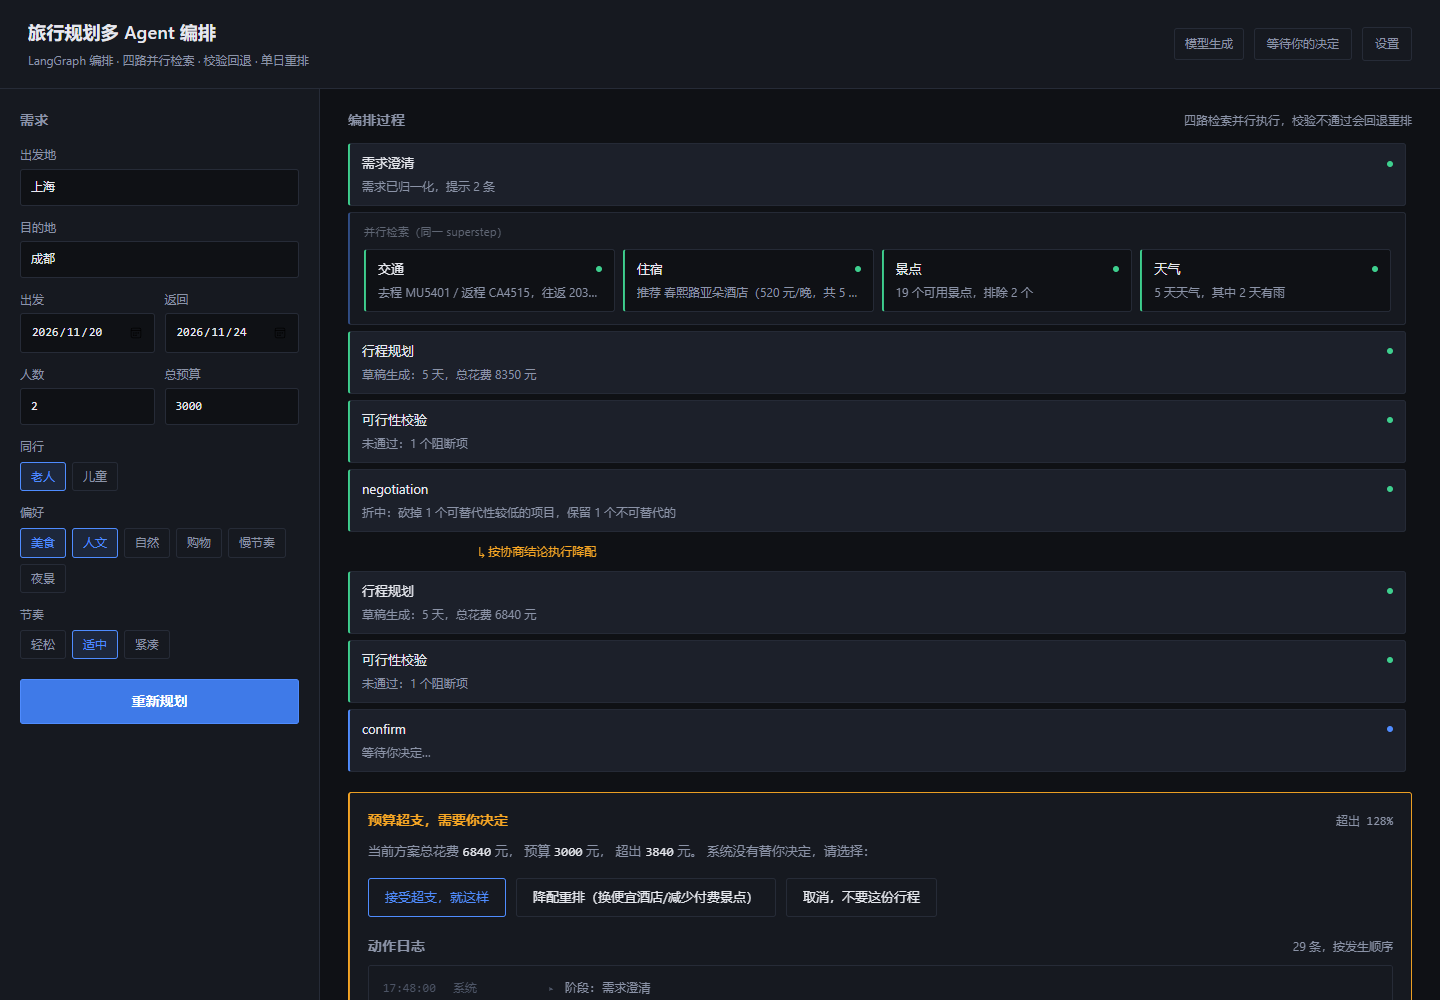 旅行规划多 Agent 编排
LangGraph 编排 · 四路并行检索 · 校验回退 · 单日重排
模型生成
等待你的决定
设置
需求
出发地
上海
目的地
成都
出发
返回
2026/11/20
2026/11/24
人数
总预算
2
3000
同行
老人
儿童
偏好
美食
人文
自然
购物
慢节奏
夜景
节奏
轻松
适中
紧凑
重新规划
编排过程
四路检索并行执行，校验不通过会回退重排
需求澄清
需求已归一化，提示 2 条
并行检索（同一 superstep）
交通
去程 MU5401 / 返程 CA4515，往返 203...
住宿
推荐 春熙路亚朵酒店（520 元/晚，共 5 ...
景点
19 个可用景点，排除 2 个
天气
5 天天气，其中 2 天有雨
行程规划
草稿生成：5 天，总花费 8350 元
可行性校验
未通过：1 个阻断项
negotiation
折中：砍掉 1 个可替代性较低的项目，保留 1 个不可替代的
↳ 按协商结论执行降配
行程规划
草稿生成：5 天，总花费 6840 元
可行性校验
未通过：1 个阻断项
confirm
等待你决定...
预算超支，需要你决定
超出 128%
当前方案总花费 6840 元， 预算 3000 元， 超出 3840 元。 系统没有替你决定，请选择：
接受超支，就这样
降配重排（换便宜酒店/减少付费景点）
取消，不要这份行程
动作日志
29 条，按发生顺序
17:48:00 系统 ▸ 阶段：需求澄清